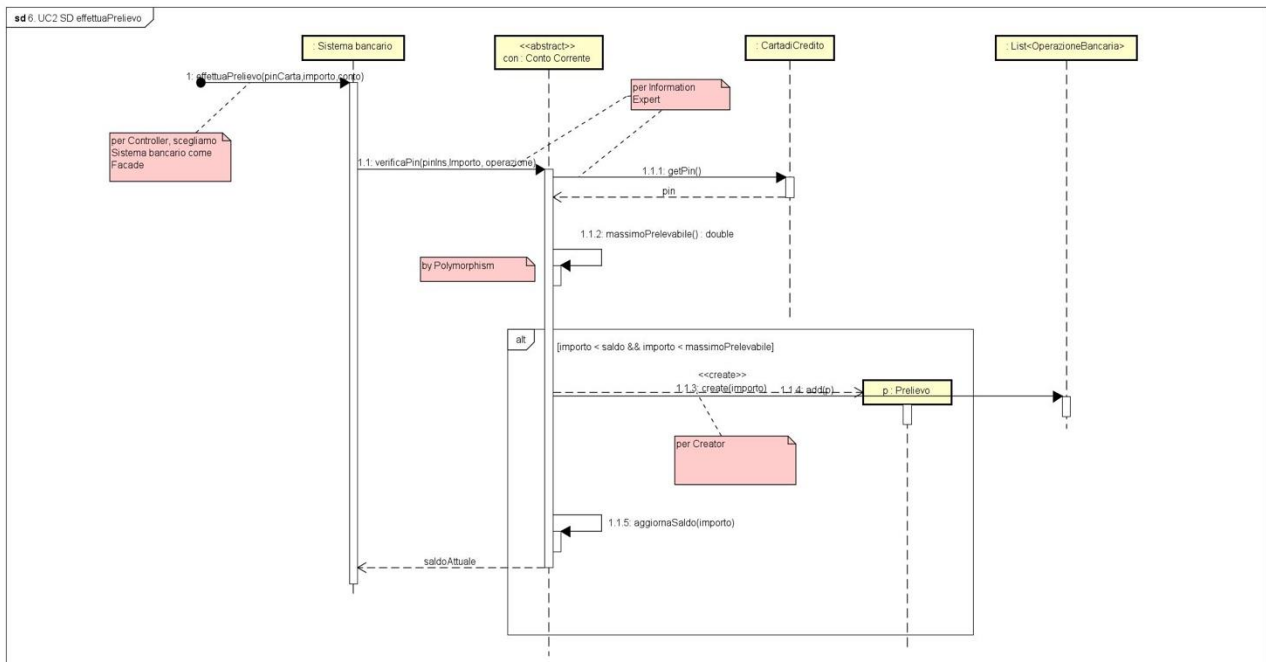 sd 6. UC2 SD effettuaPrelievo
: Sistema bancario
<<abstract>>
con : Conto Corrente
: CartadiCredito
: List<OperazioneBancaria>
1: effettuaPrelievo(pinCarta,importo,conto)
per Information
Expert
per Controller, scegliamo
Sistema bancario come
Facade
1.1: verificaPin(pinIns,Importo, operazione)
1.1.1: getPin()
pin
1.1.2: massimoPrelevabile() : double
by Polymorphism
alt
[importo < saldo && importo < massimoPrelevabile]
<<create>>
1.1.3: create(importo)
1.1.4: add(p)
p : Prelievo
per Creator
1.1.5: aggiornaSaldo(importo)
saldoAttuale